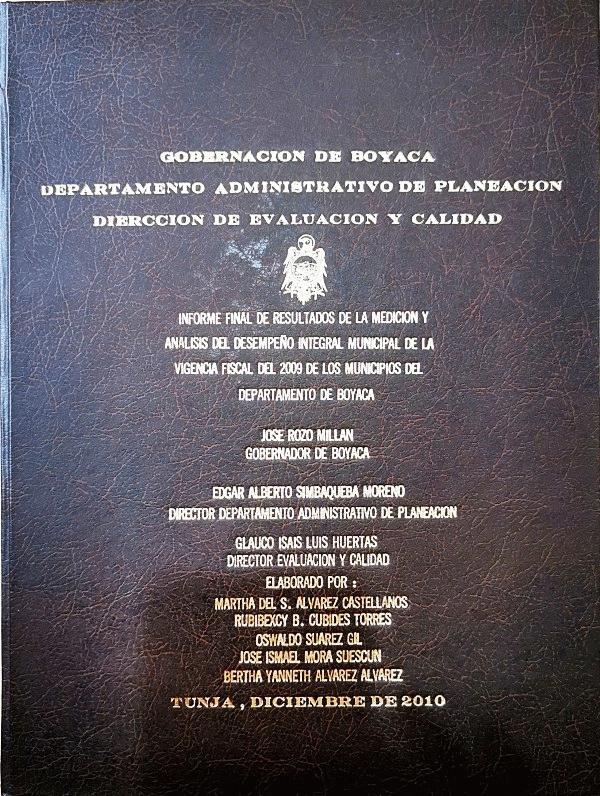 GOBERNACION DE BOYACA
DEPARTAMENTO ADMINISTRATIVO DE PLANEACION
DIERCCION DE EVALUACION Y CALIDAD
INFORME FINAL DE RESULTADOS DE LA MEDICION Y
ANALISIS DEL DESEMPEÑO INTEGRAL MUNICIPAL DE LA
VIGENCIA FISCAL DEL 2009 DE LOS MUNICIPIOS DEL
DEPARTAMENTO DE BOYACA
JOSE ROZO MILLAN
GOBERNADOR DE BOYACA
EDGAR ALBERTO SIMBAQUEBA MORENO
DIRECTOR DEPARTAMENTO ADMINISTRATIVO DE PLANEACION
GLAUCO ISAIS LUIS HUERTAS
DIRECTOR EVALUACION Y CALIDAD
ELABORADO POR :
MARTHA DEL S. ALVAREZ CASTELLANOS
RUBIBEXCY B. CUBIDES TORRES
OSWALDO SUAREZ GIL
JOSE ISMAEL MORA SUESCUN
BERTHA YANNETH ALVAREZ ALVAREZ
TUNJA , DICIEMBRE DE 2010